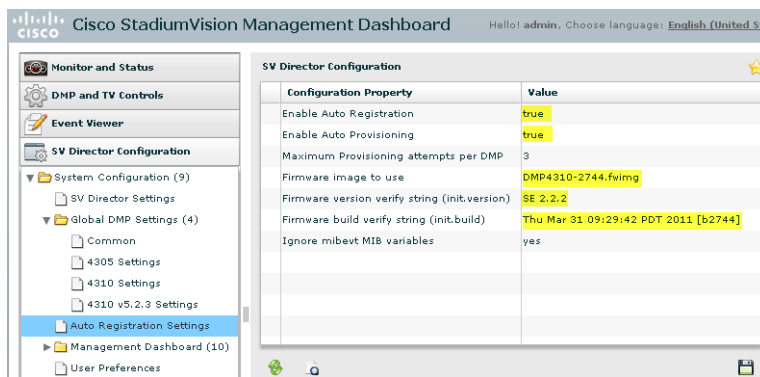 CISCO Cisco StadiumVision Management Dashboard Hello! admin, Choose language: English (United S
Monitor and Status
DMP and TV Controls
Event Viewer
SV Director Configuration
System Configuration (9)
SV Director Settings
Global DMP Settings (4)
Common
4305 Settings
4310 Settings
4310 v5.2.3 Settings
Auto Registration Settings
Management Dashboard (10)
User Preferences
SV Director Configuration
Configuration Property Value
Enable Auto Registration true
Enable Auto Provisioning true
Maximum Provisioning attempts per DMP 3
Firmware image to use DMP4310-2744.fwimg
Firmware version verify string (init.version) SE 2.2.2
Firmware build verify string (init.build) Thu Mar 31 09:29:42 PDT 2011 [b2744]
Ignore mibevt MIB variables yes